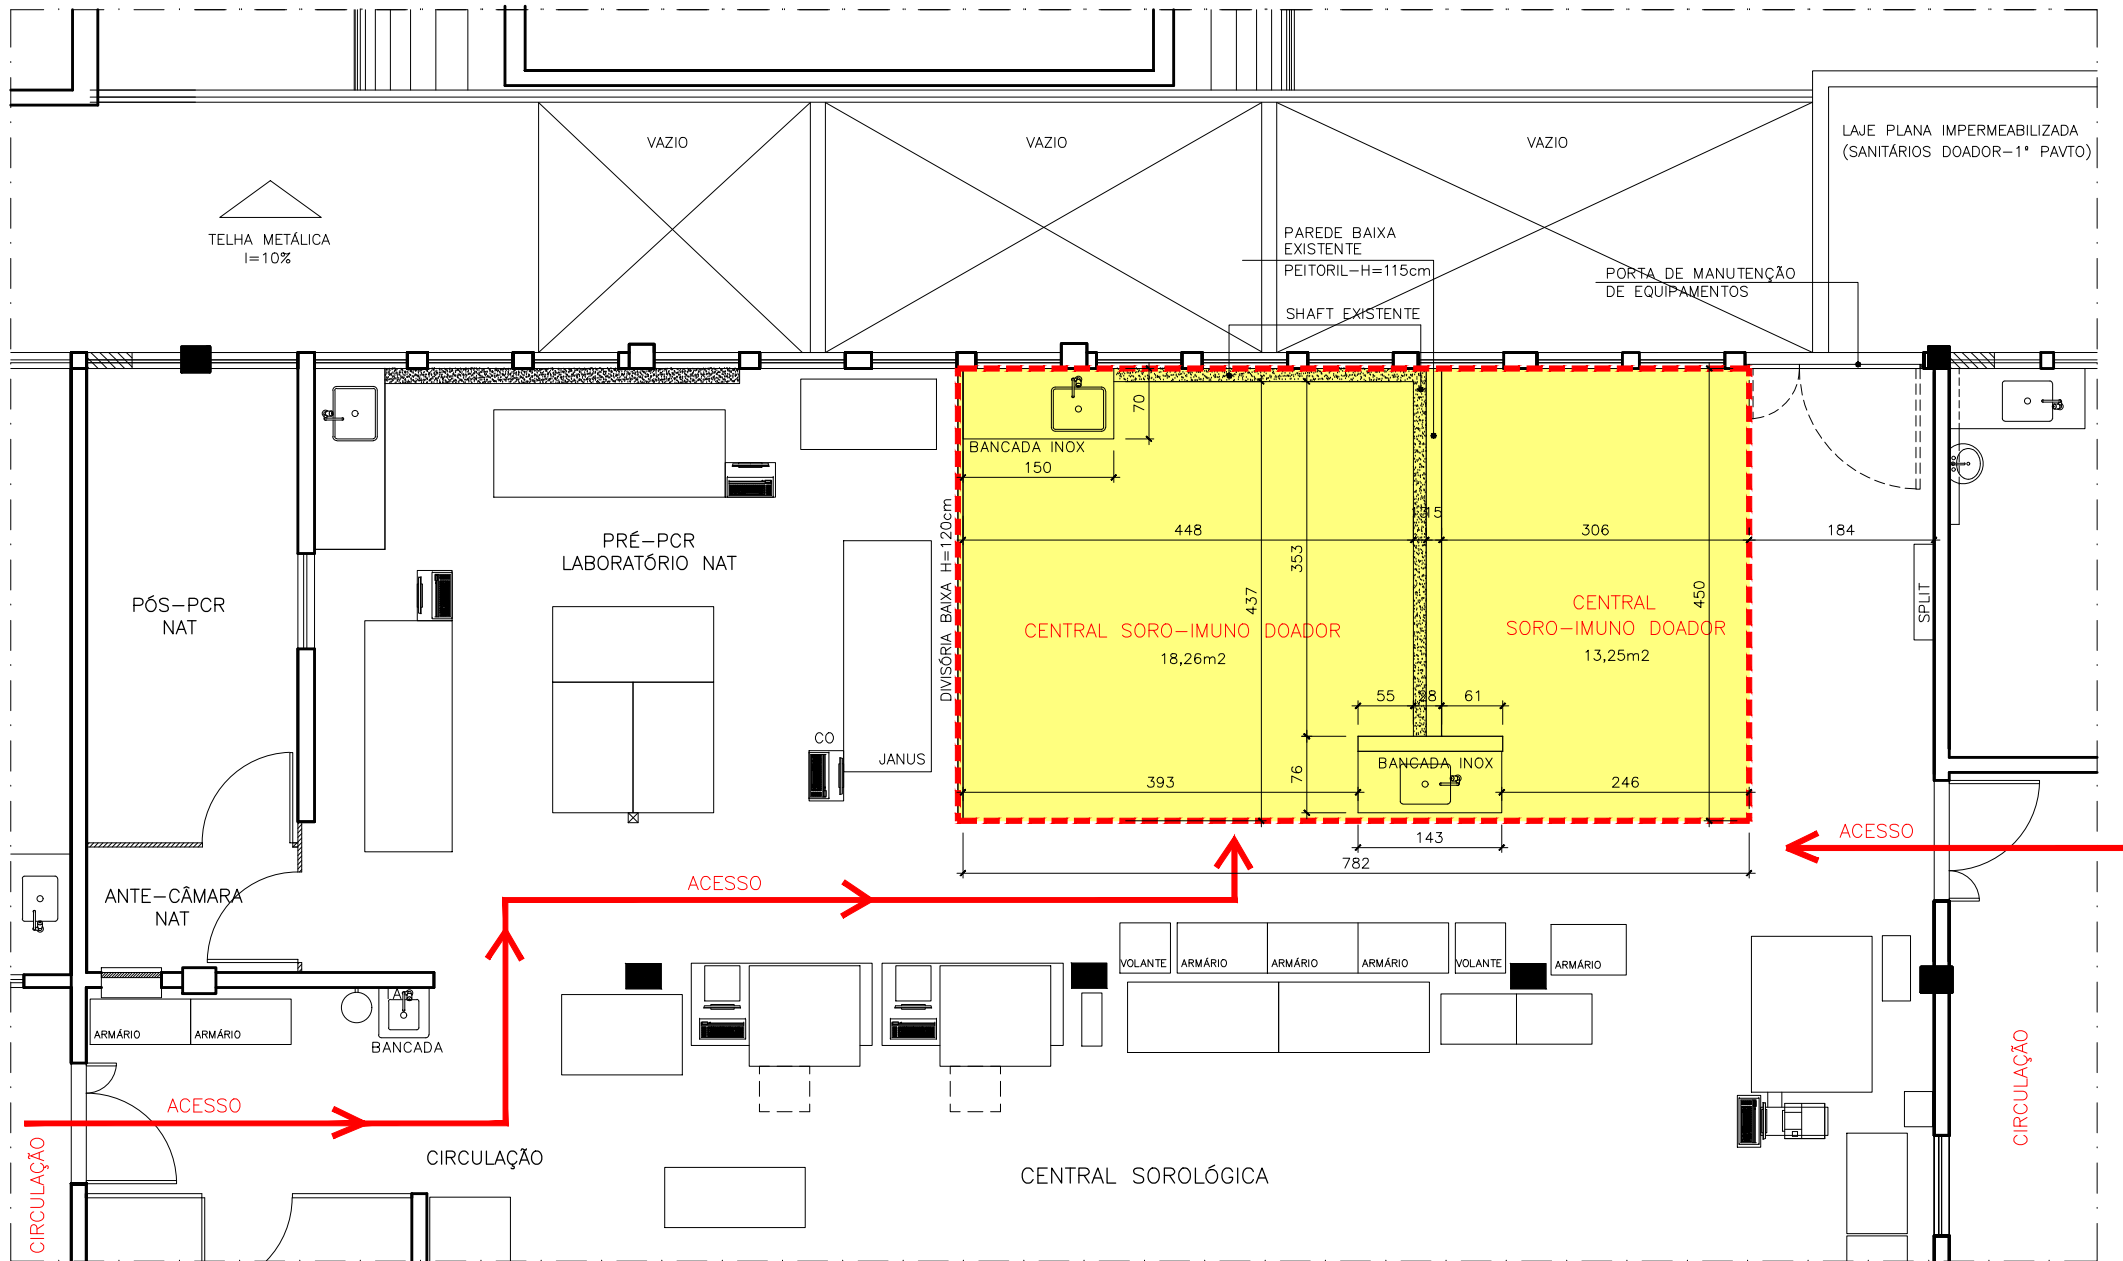 VAZIO
VAZIO
VAZIO
LAJE PLANA IMPERMEABILIZADA
(SANITÁRIOS DOADOR-1° PAVTO)
TELHA METÁLICA
I=10%
PAREDE BAIXA
EXISTENTE
PEITORIL-H=115cm
SHAFT EXISTENTE
PORTA DE MANUTENÇÃO
DE EQUIPAMENTOS
70
BANCADA INOX
150
DIVISÓRIA BAIXA H=120cm
448
15
306
184
353
437
450
PRÉ-PCR
LABORATÓRIO NAT
PÓS-PCR
NAT
CENTRAL SORO-IMUNO DOADOR
18,26m2
CENTRAL
SORO-IMUNO DOADOR
13,25m2
SPLIT
55
61
CO
JANUS
BANCADA INOX
76
393
246
143
782
ACESSO
ACESSO
ANTE-CÂMARA
NAT
VOLANTE
ARMÁRIO
ARMÁRIO
ARMÁRIO
VOLANTE
ARMÁRIO
ARMÁRIO
ARMÁRIO
BANCADA
ACESSO
CIRCULAÇÃO
CIRCULAÇÃO
CENTRAL SOROLÓGICA
CIRCULAÇÃO